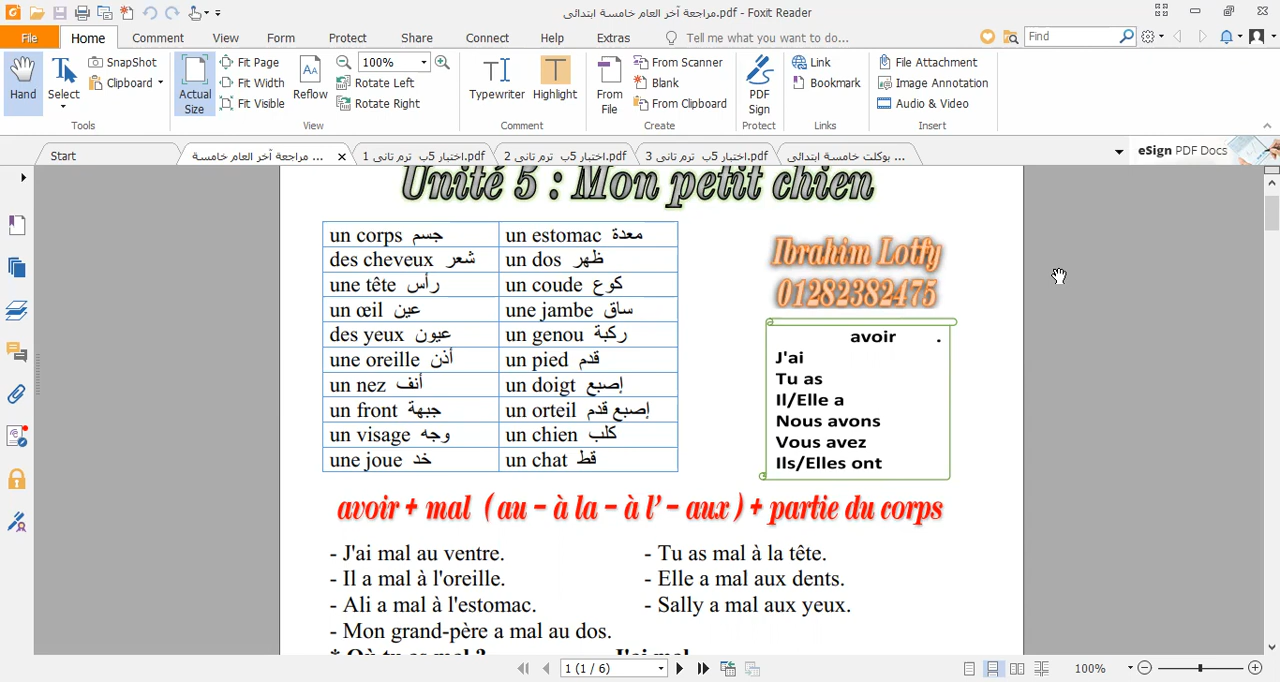 مراجعة آخر العام خامسة ابتدائى.pdf - Foxit Reader
File Home Comment View Form Protect Share Connect Help Extras Tell me what you want to do... Find
Hand Select SnapShot Clipboard Actual Size Fit Page Fit Width Fit Visible Reflow 100% Rotate Left Rotate Right Typewriter Highlight From File From Scanner Blank From Clipboard PDF Sign Link Bookmark File Attachment Image Annotation Audio & Video
Tools View Comment Create Protect Links Insert
Start مراجعة آخر العام خامسة ... اختبار 5ب ترم تانى 1.pdf اختبار 5ب ترم تانى 2.pdf اختبار 5ب ترم تانى 3.pdf بوكلت خامسة ابتدائى ... eSign PDF Docs
Unité 5 : Mon petit chien
un corps جسم un estomac معدة
des cheveux شعر un dos ظهر
une tête رأس un coude كوع
un œil عين une jambe ساق
des yeux عيون un genou ركبة
une oreille أذن un pied قدم
un nez أنف un doigt إصبع
un front جبهة un orteil إصبع قدم
un visage وجه un chien كلب
une joue خد un chat قط
Ibrahim Lotfy
01282382475
avoir .
J'ai
Tu as
Il/Elle a
Nous avons
Vous avez
Ils/Elles ont
avoir + mal ( au - à la - à l' - aux ) + partie du corps
- J'ai mal au ventre. - Tu as mal à la tête.
- Il a mal à l'oreille. - Elle a mal aux dents.
- Ali a mal à l'estomac. - Sally a mal aux yeux.
- Mon grand-père a mal au dos.
* Où tu as mal ? J'ai mal
1 (1 / 6) 100%